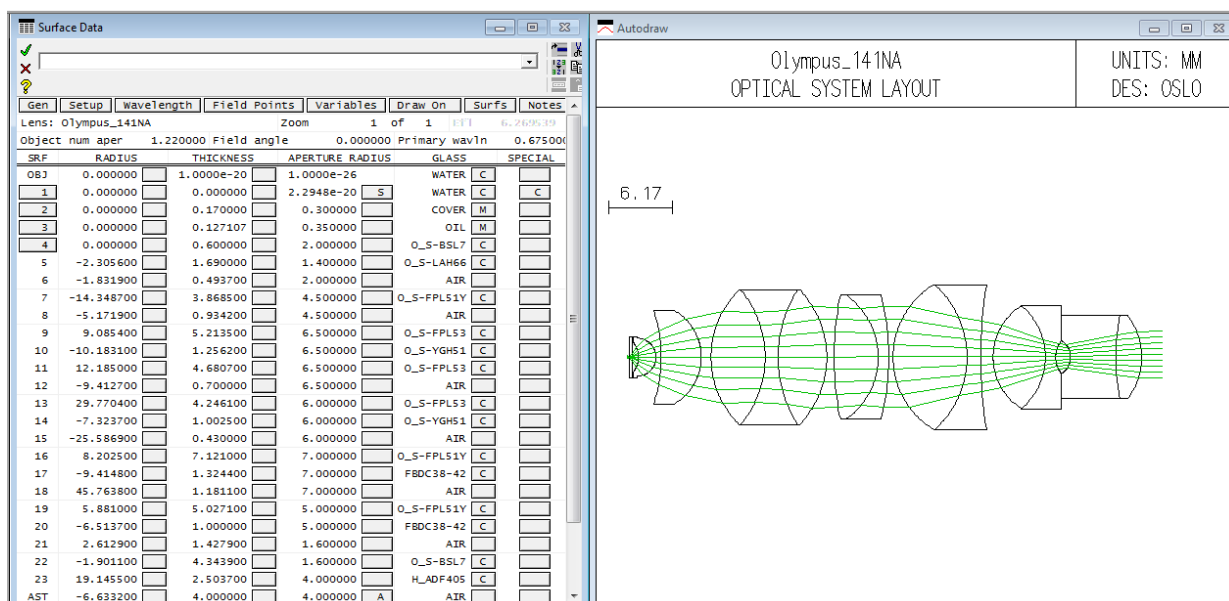 Surface Data
Gen Setup Wavelength Field Points Variables Draw On Surfs Notes
Lens: Olympus_141NA Zoom 1 of 1 Efl 6.269539
Object num aper 1.220000 Field angle 0.000000 Primary wavln 0.67500
SRF RADIUS THICKNESS APERTURE RADIUS GLASS SPECIAL
OBJ 0.000000 1.0000e-20 1.0000e-26 WATER C
1 0.000000 0.000000 2.2948e-20 S WATER C C
2 0.000000 0.170000 0.300000 COVER M
3 0.000000 0.127107 0.350000 OIL M
4 0.000000 0.600000 2.000000 O_S-BSL7 C
5 -2.305600 1.690000 1.400000 O_S-LAH66 C
6 -1.831900 0.493700 2.000000 AIR
7 -14.348700 3.868500 4.500000 O_S-FPL51Y C
8 -5.171900 0.934200 4.500000 AIR
9 9.085400 5.213500 6.500000 O_S-FPL53 C
10 -10.183100 1.256200 6.500000 O_S-YGH51 C
11 12.185000 4.680700 6.500000 O_S-FPL53 C
12 -9.412700 0.700000 6.500000 AIR
13 29.770400 4.246100 6.000000 O_S-FPL53 C
14 -7.323700 1.002500 6.000000 O_S-YGH51 C
15 -25.586900 0.430000 6.000000 AIR
16 8.202500 7.121000 7.000000 O_S-FPL51Y C
17 -9.414800 1.324400 7.000000 FBDC38-42 C
18 45.763800 1.181100 7.000000 AIR
19 5.881000 5.027100 5.000000 O_S-FPL51Y C
20 -6.513700 1.000000 5.000000 FBDC38-42 C
21 2.612900 1.427900 1.600000 AIR
22 -1.901100 4.343900 1.600000 O_S-BSL7 C
23 19.145500 2.503700 4.000000 H_ADF405 C
AST -6.633200 4.000000 4.000000 A AIR
Autodraw
Olympus_141NA
OPTICAL SYSTEM LAYOUT
UNITS: MM
DES: OSLO
6.17